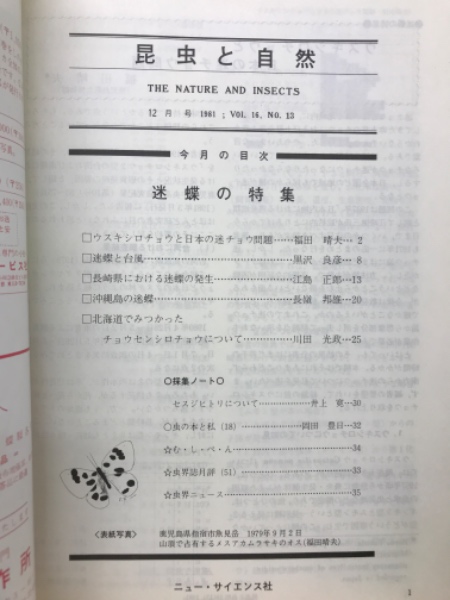 昆虫と自然
THE NATURE AND INSECTS
12月号 1981 ; VOL. 16, NO. 13
今月の目次
迷蝶の特集
□ウスキシロチョウと日本の迷チョウ問題……福田 晴夫… 2
□迷蝶と台風……………………………黒沢 良彦… 8
□長崎県における迷蝶の発生……………江島 正郎…13
□沖縄島の迷蝶…………………………長嶺 邦雄…20
□北海道でみつかった
チョウセンシロチョウについて……………川田 光政…25
○採集ノート○
セスジヒトリについて………………井上 寛…30
○虫の本と私 (18)………………岡田 豊日…32
☆む・し・ぺ・ん………………………………34
☆虫界誌月評 (51)……………………………33
☆虫界ニュース…………………………………35
〈表紙写真〉 鹿児島県指宿市魚見岳 1979年9月2日
山頂で占有するメスアカムラサキのオス(福田晴夫)
ニュー・サイエンス社
1